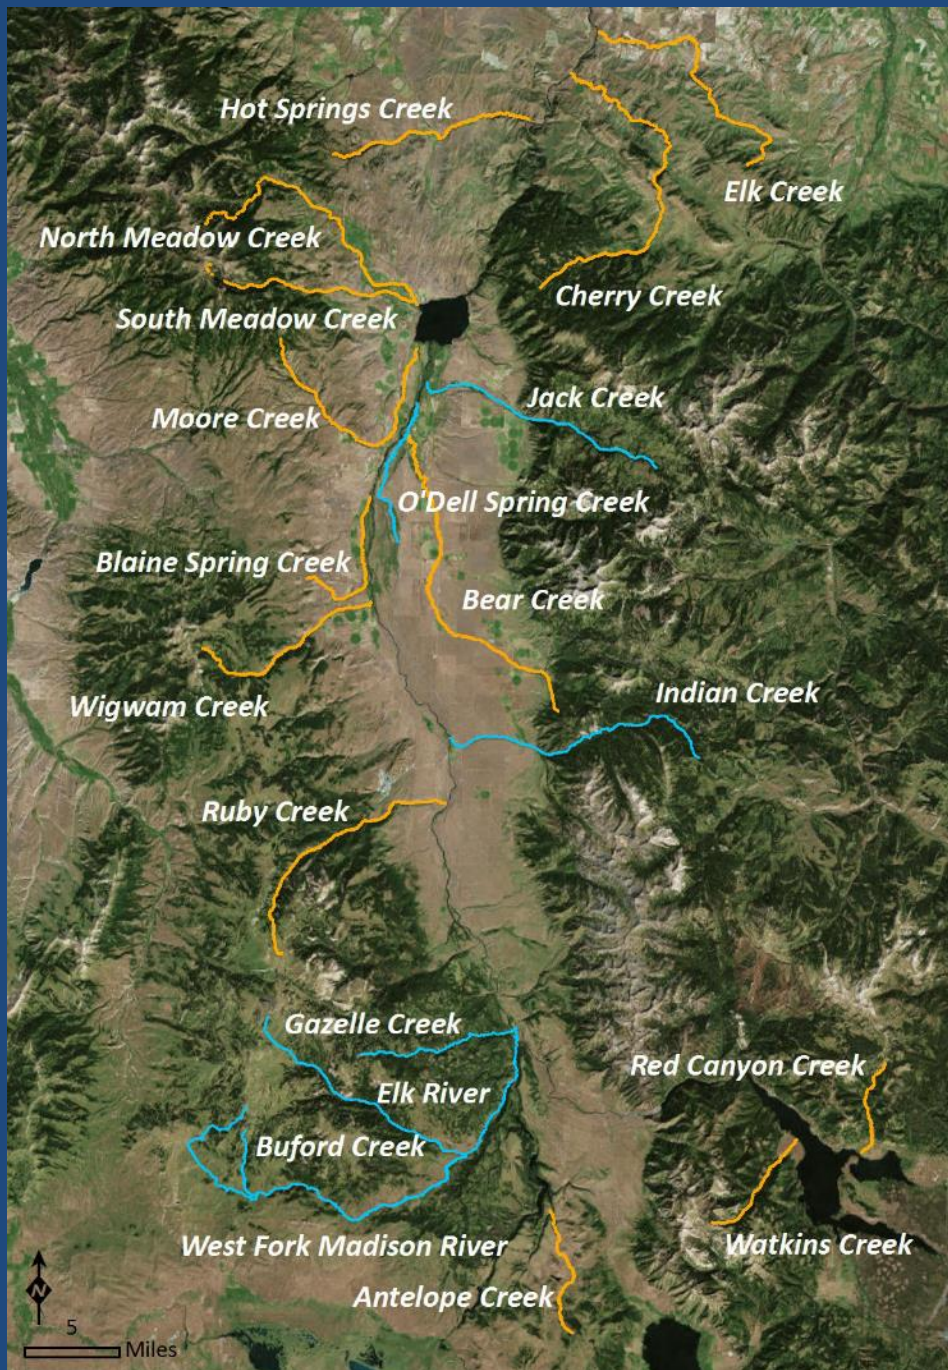 Hot Springs Creek
Elk Creek
North Meadow Creek
Cherry Creek
South Meadow Creek
Jack Creek
Moore Creek
O'Dell Spring Creek
Blaine Spring Creek
Bear Creek
Indian Creek
Wigwam Creek
Ruby Creek
Gazelle Creek
Red Canyon Creek
Elk River
Buford Creek
West Fork Madison River
Watkins Creek
Antelope Creek
N
5
Miles